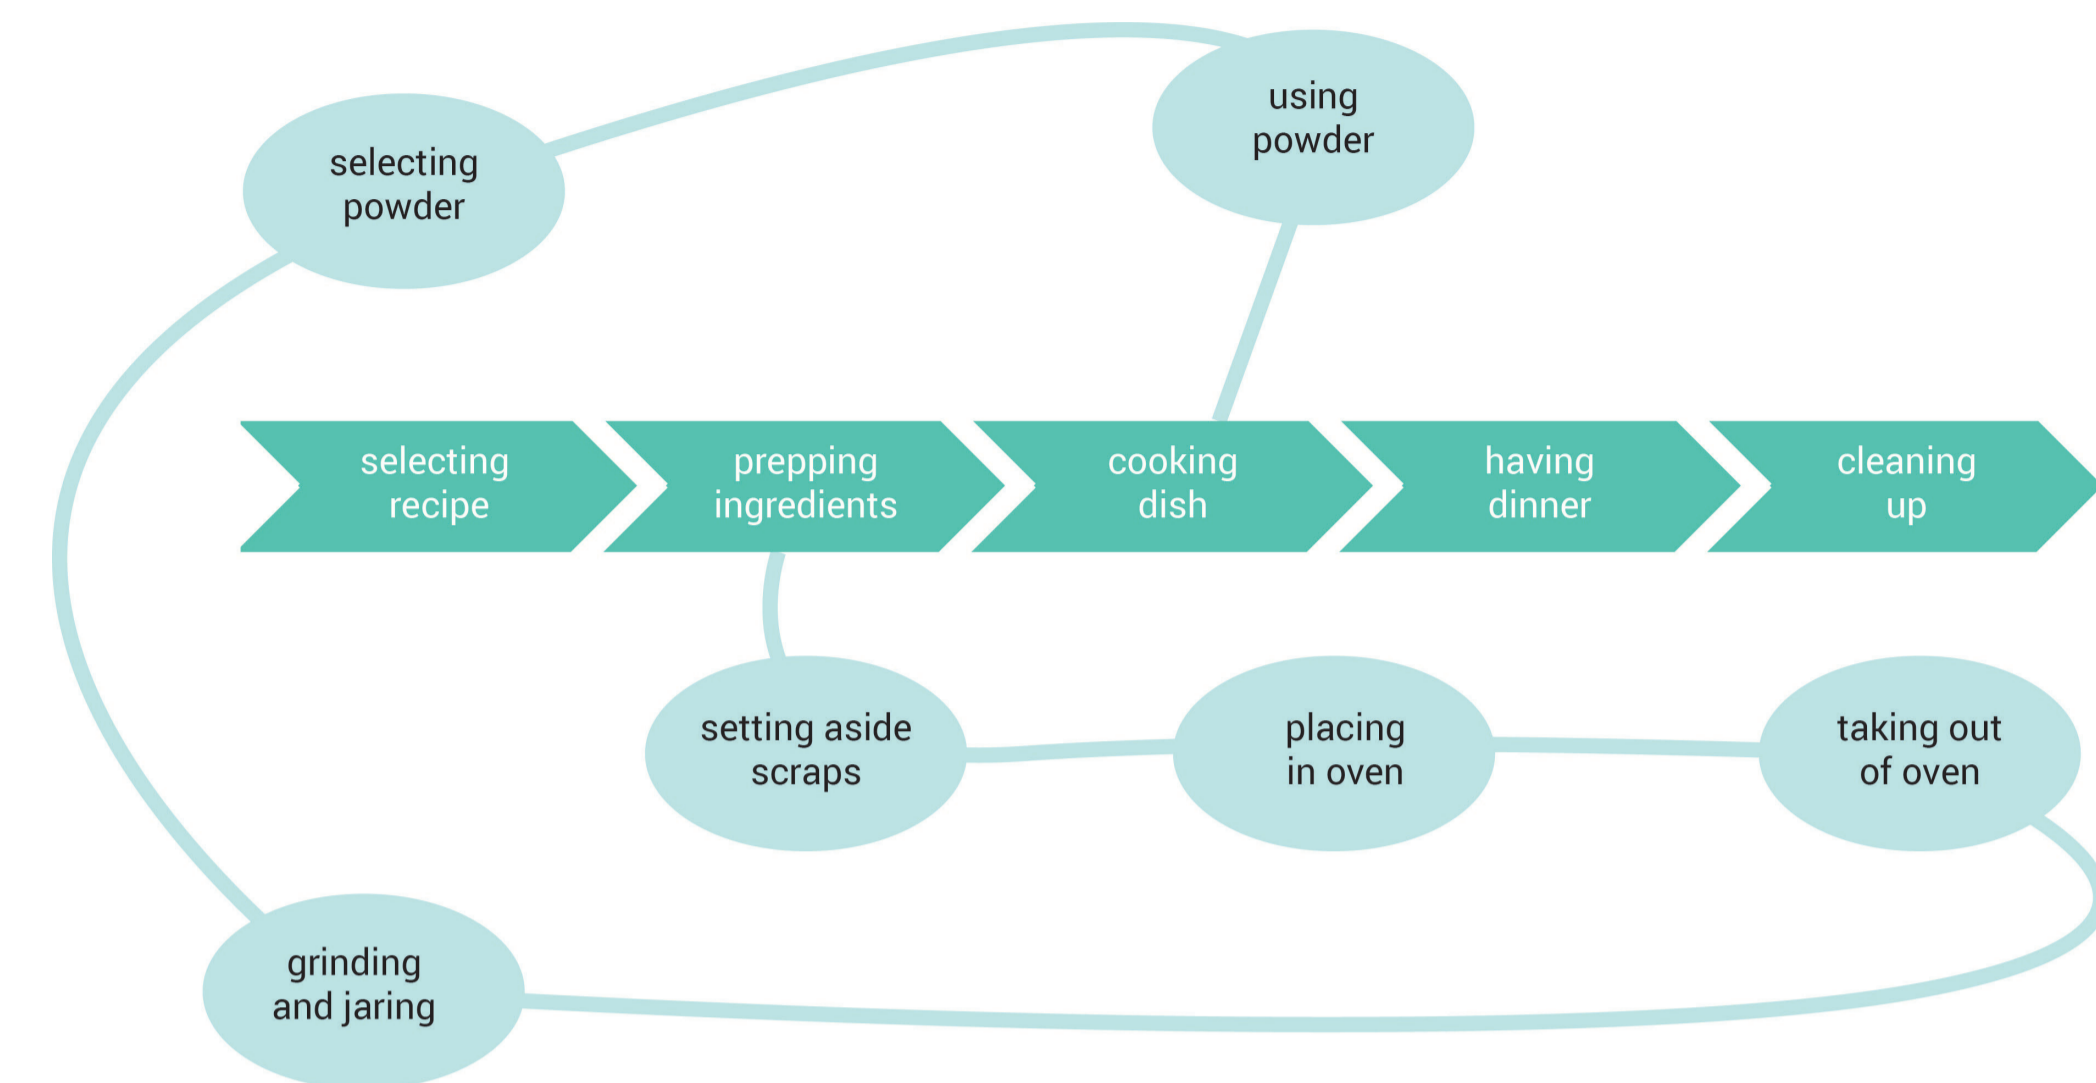 selecting
powder
using
powder
selecting
recipe
prepping
ingredients
cooking
dish
having
dinner
cleaning
up
setting aside
scraps
placing
in oven
taking out
of oven
grinding
and jaring